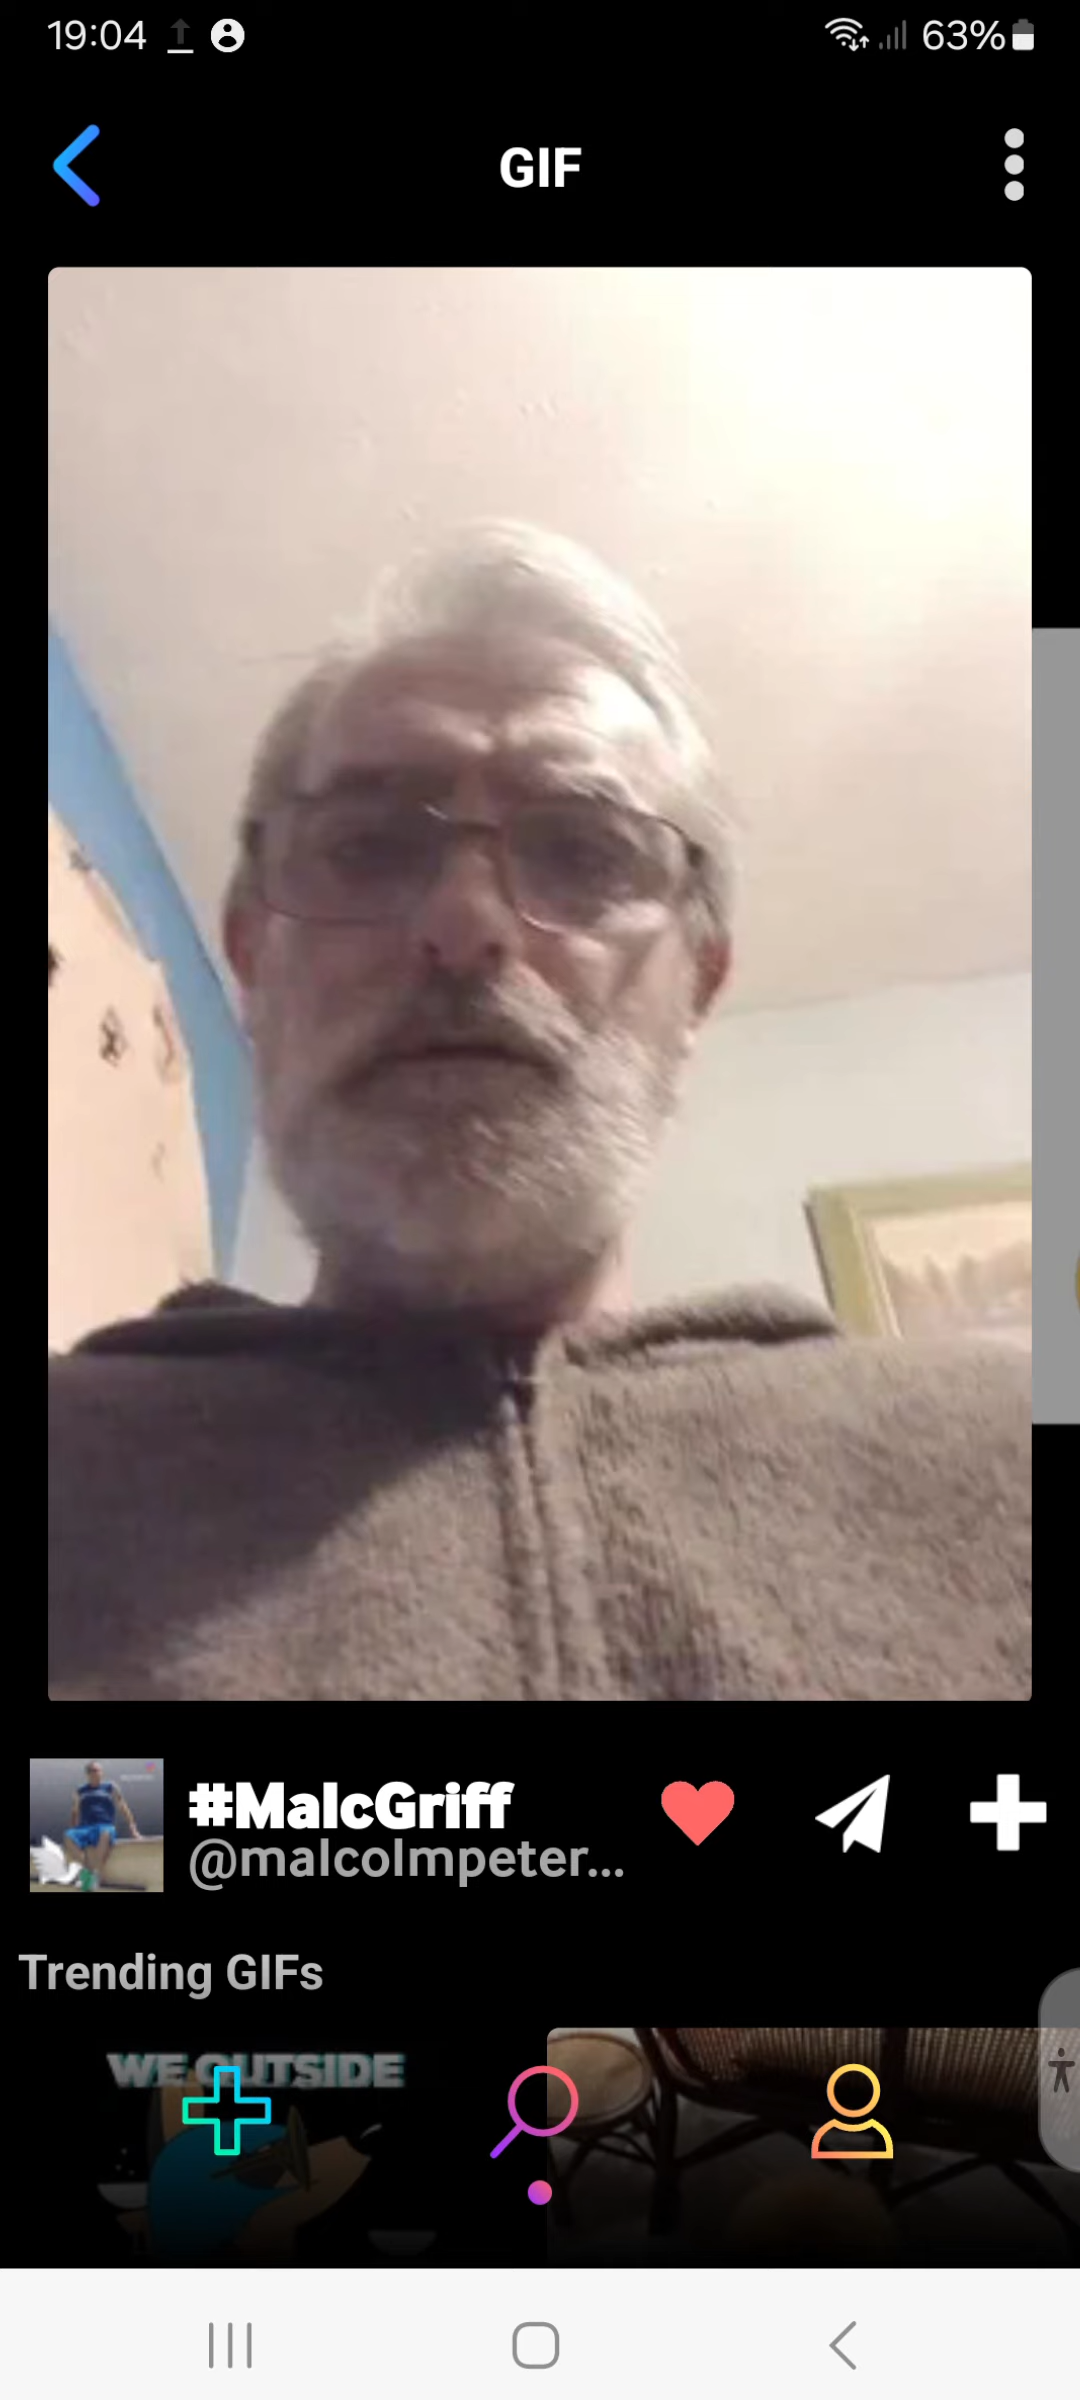 19:04
63%
GIF
#MalcGriff
@malcolmpeter...
Trending GIFs
WE OUTSIDE